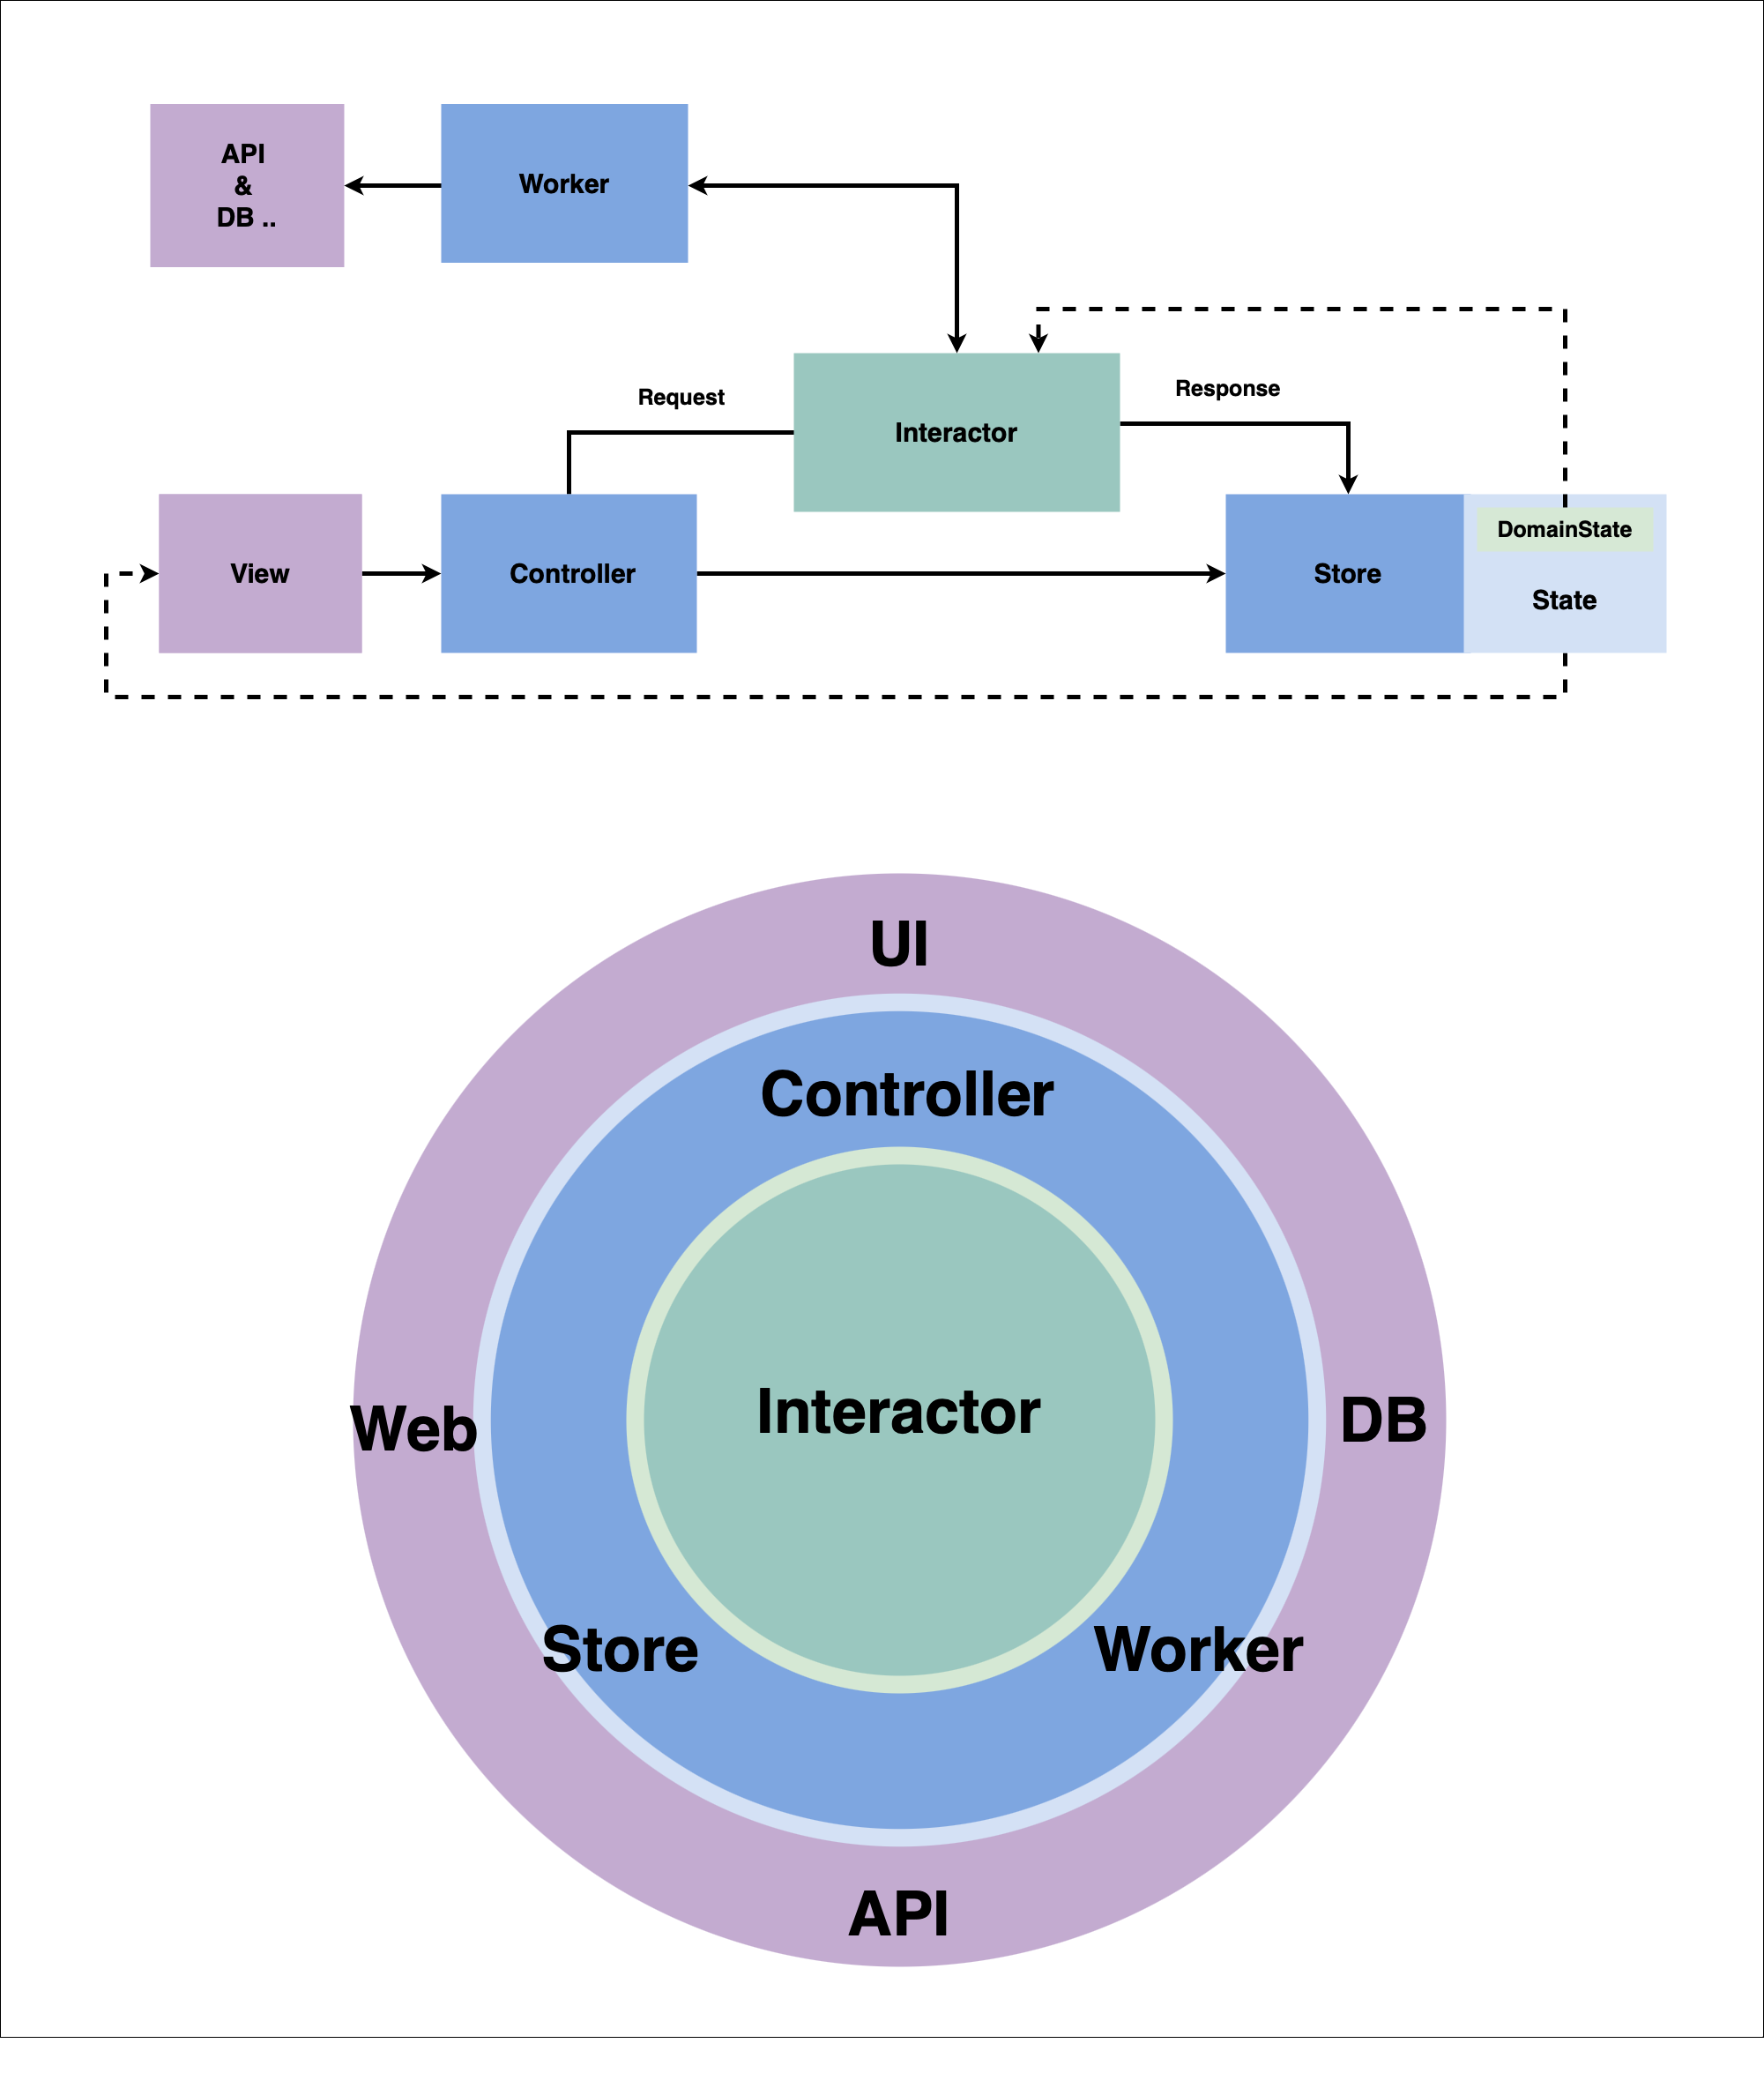 API
&
DB ..
Worker
Request
Response
Interactor
View
Controller
Store
DomainState
State
UI
Controller
Interactor
Web
DB
Store
Worker
API